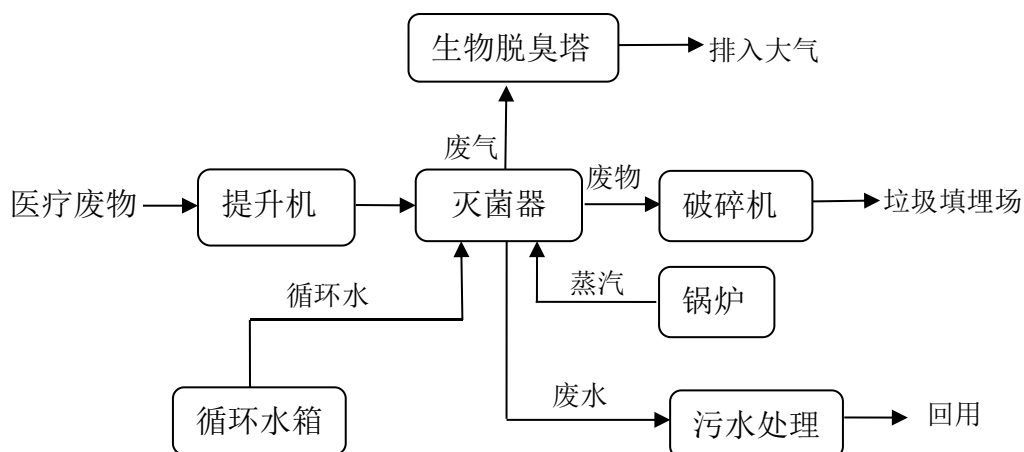 生物脱臭塔
排入大气
废气
废物
医疗废物
提升机
灭菌器
破碎机
垃圾填埋场
循环水
蒸汽
锅炉
废水
循环水箱
污水处理
回用